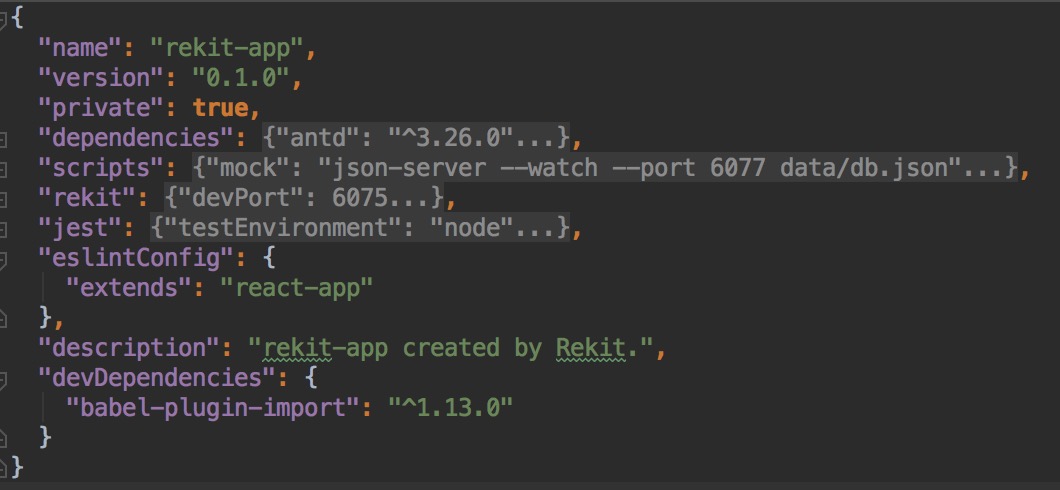 {
"name": "rekit-app",
"version": "0.1.0",
"private": true,
"dependencies": {"antd": "^3.26.0"...},
"scripts": {"mock": "json-server --watch --port 6077 data/db.json"...},
"rekit": {"devPort": 6075...},
"jest": {"testEnvironment": "node"...},
"eslintConfig": {
"extends": "react-app"
},
"description": "rekit-app created by Rekit.",
"devDependencies": {
"babel-plugin-import": "^1.13.0"
}
}